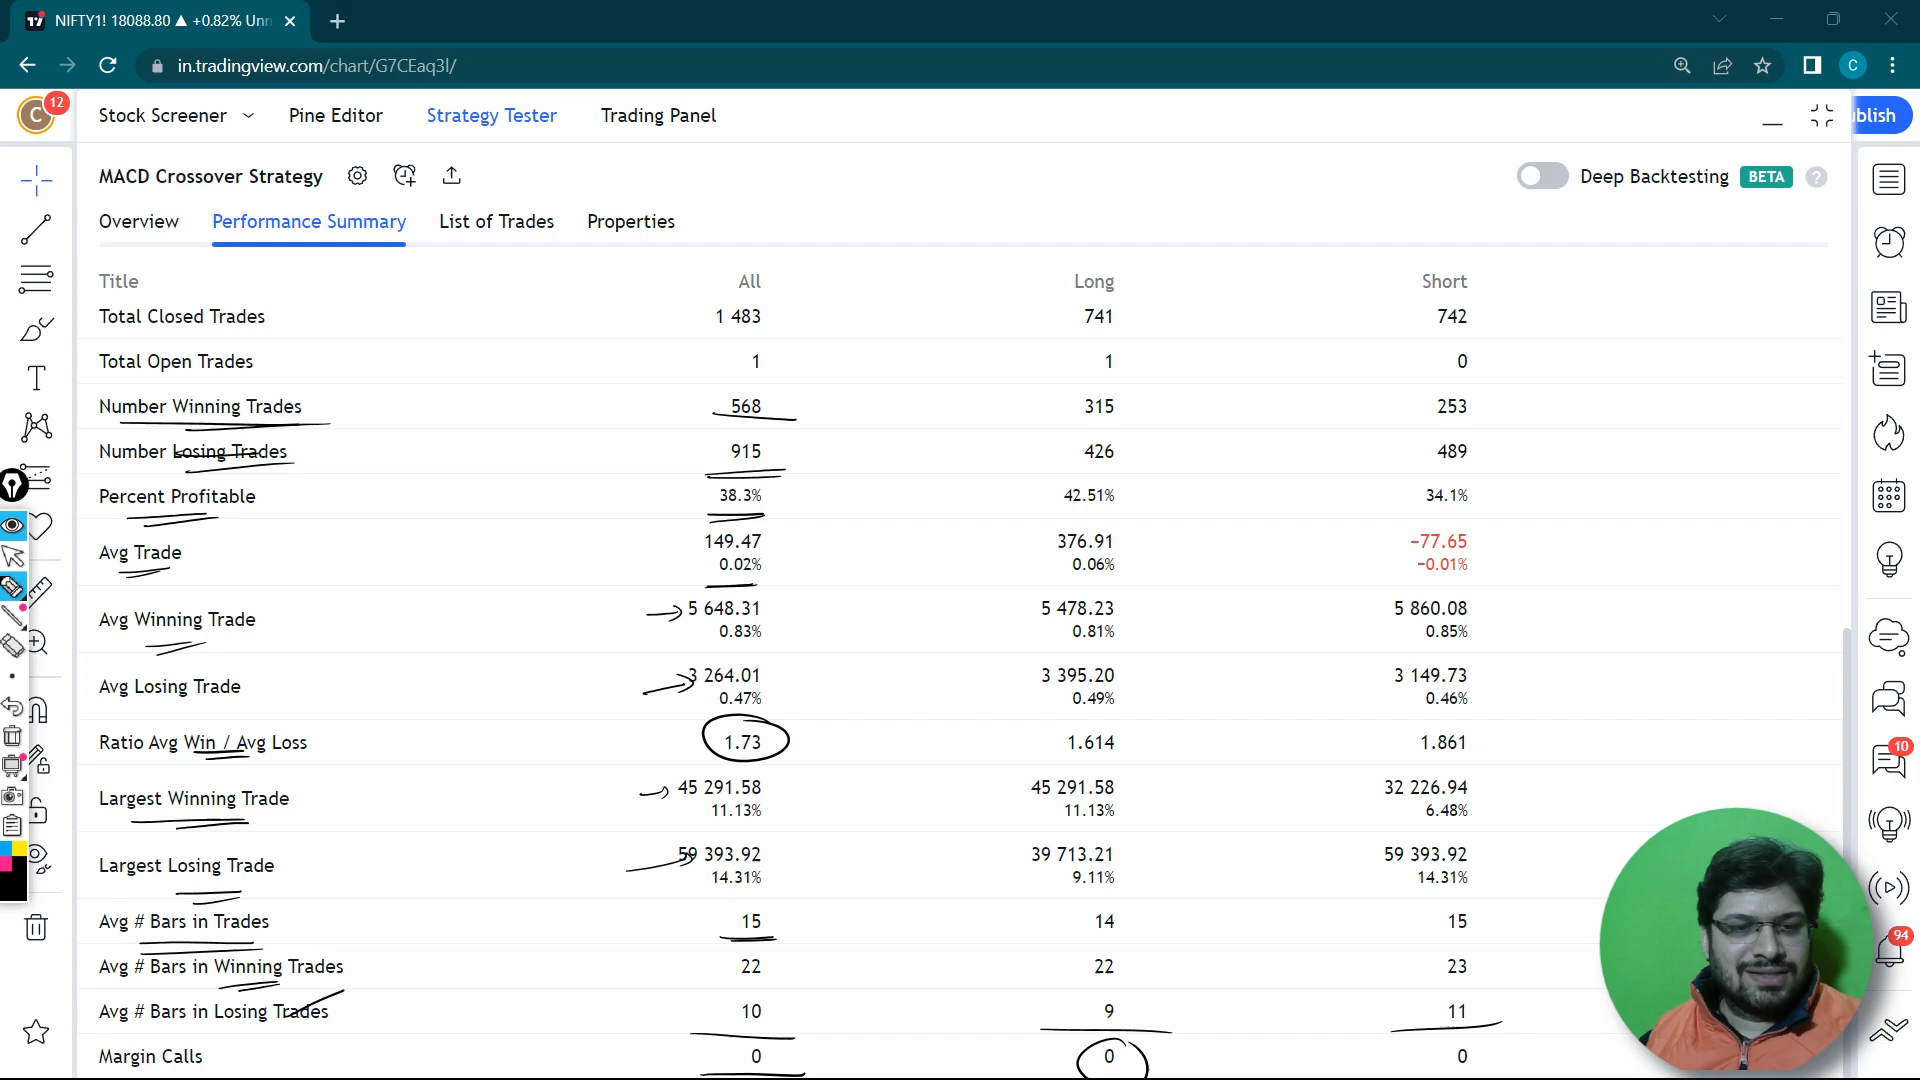 NIFTY1! 18088.80 ▲ +0.82% Unn
in.tradingview.com/chart/G7CEaq3l/
C 12
Stock Screener Pine Editor Strategy Tester Trading Panel
blish
MACD Crossover Strategy
Deep Backtesting BETA ?
Overview Performance Summary List of Trades Properties
Title All Long Short
Total Closed Trades 1 483 741 742
Total Open Trades 1 1 0
Number Winning Trades 568 315 253
Number Losing Trades 915 426 489
Percent Profitable 38.3% 42.51% 34.1%
Avg Trade 149.47 376.91 −77.65
0.02% 0.06% −0.01%
Avg Winning Trade 5 648.31 5 478.23 5 860.08
0.83% 0.81% 0.85%
Avg Losing Trade 3 264.01 3 395.20 3 149.73
0.47% 0.49% 0.46%
Ratio Avg Win / Avg Loss 1.73 1.614 1.861
Largest Winning Trade 45 291.58 45 291.58 32 226.94
11.13% 11.13% 6.48%
Largest Losing Trade 59 393.92 39 713.21 59 393.92
14.31% 9.11% 14.31%
Avg # Bars in Trades 15 14 15
Avg # Bars in Winning Trades 22 22 23
Avg # Bars in Losing Trades 10 9 11
Margin Calls 0 0 0
C
10
94